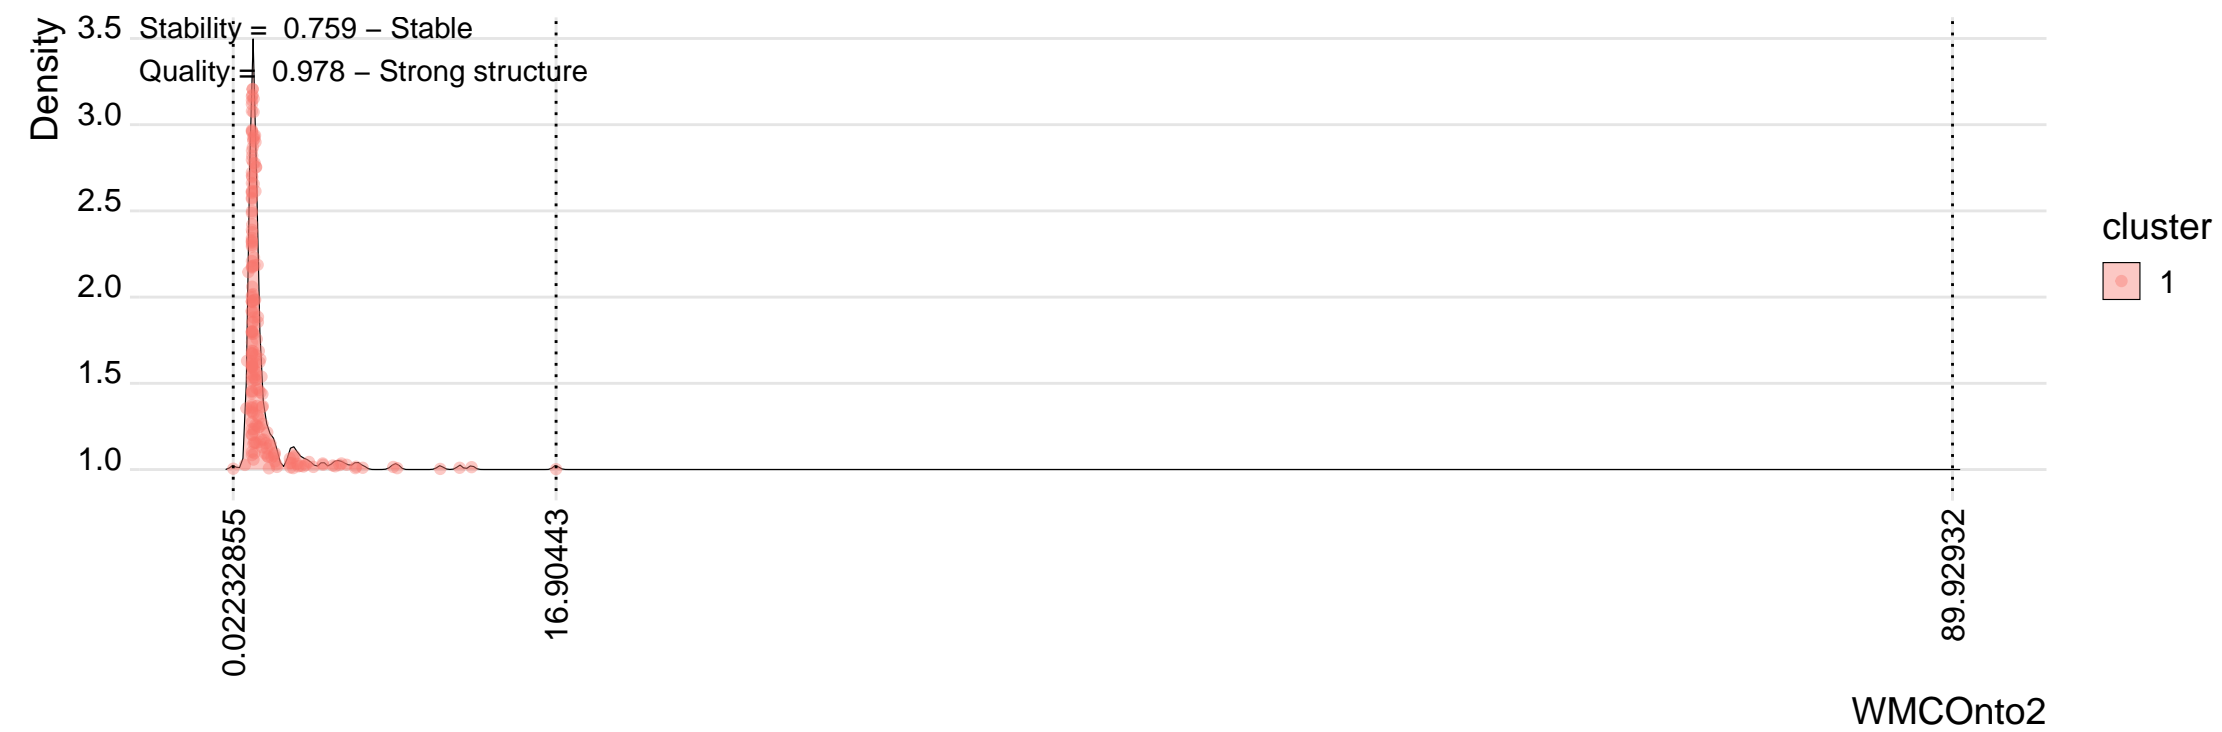 Density
3.5
3.0
2.5
2.0
1.5
1.0
Stability =  0.759 – Stable
Quality =  0.978 – Strong structure
0.022332855
16.90443
89.92932
WMCOnto2
cluster
1